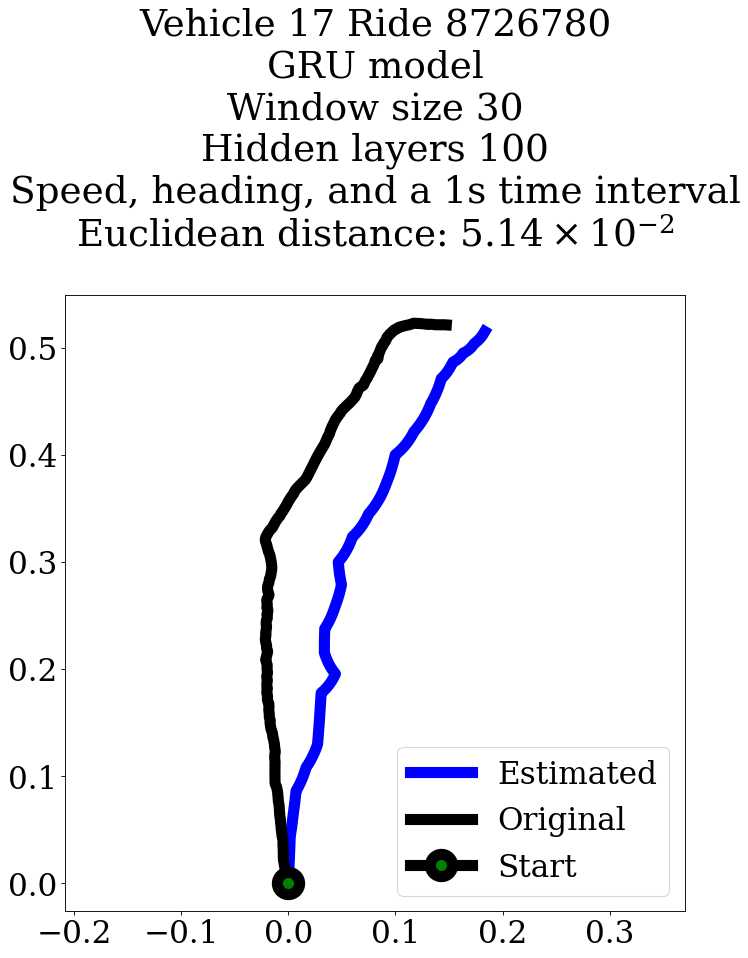 Vehicle 17 Ride 8726780
GRU model
Window size 30
Hidden layers 100
Speed, heading, and a 1s time interval
Euclidean distance: 5.14 × 10⁻²
0.5
0.4
0.3
0.2
0.1
0.0
Estimated
Original
Start
−0.2 −0.1 0.0 0.1 0.2 0.3